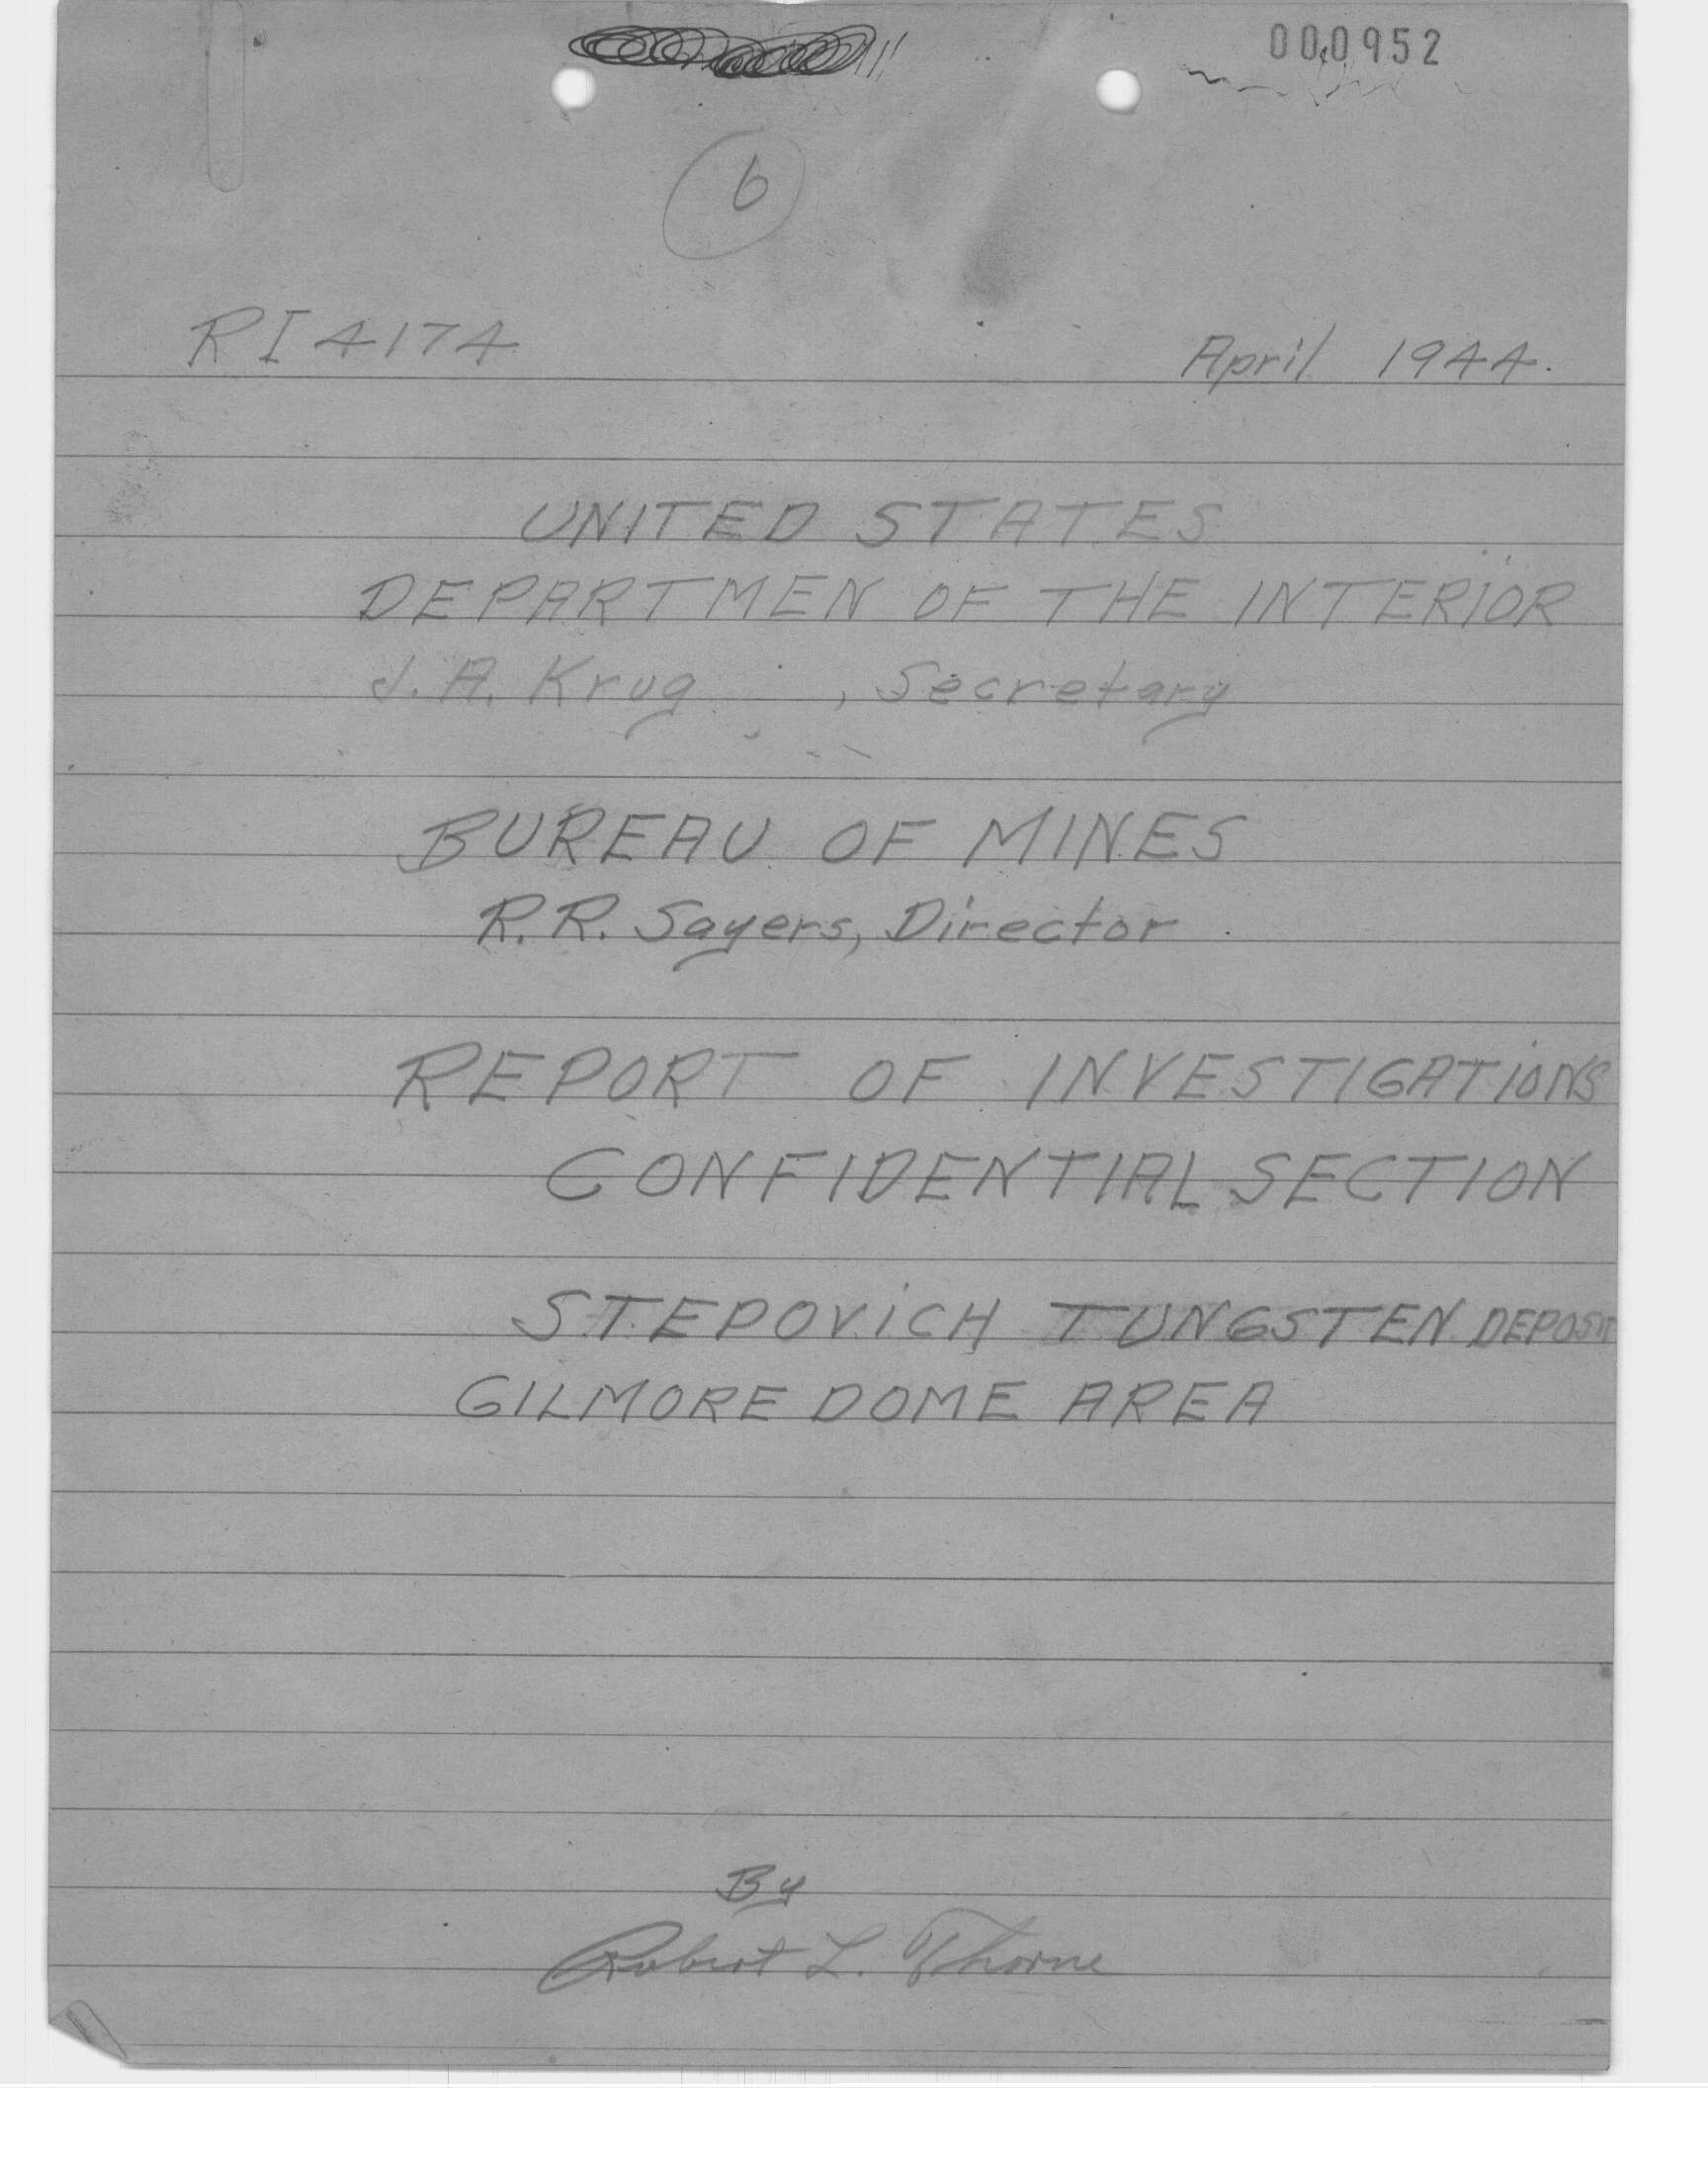 000952
6
RI 4174
April 1944.
UNITED STATES
DEPARTMEN OF THE INTERIOR
J. A. Krug , Secretary
BUREAU OF MINES
R. R. Sayers, Director
REPORT OF INVESTIGATIONS
CONFIDENTIAL SECTION
STEPOVICH TUNGSTEN DEPOSIT
GILMORE DOME AREA
By
Robert L. Thorne